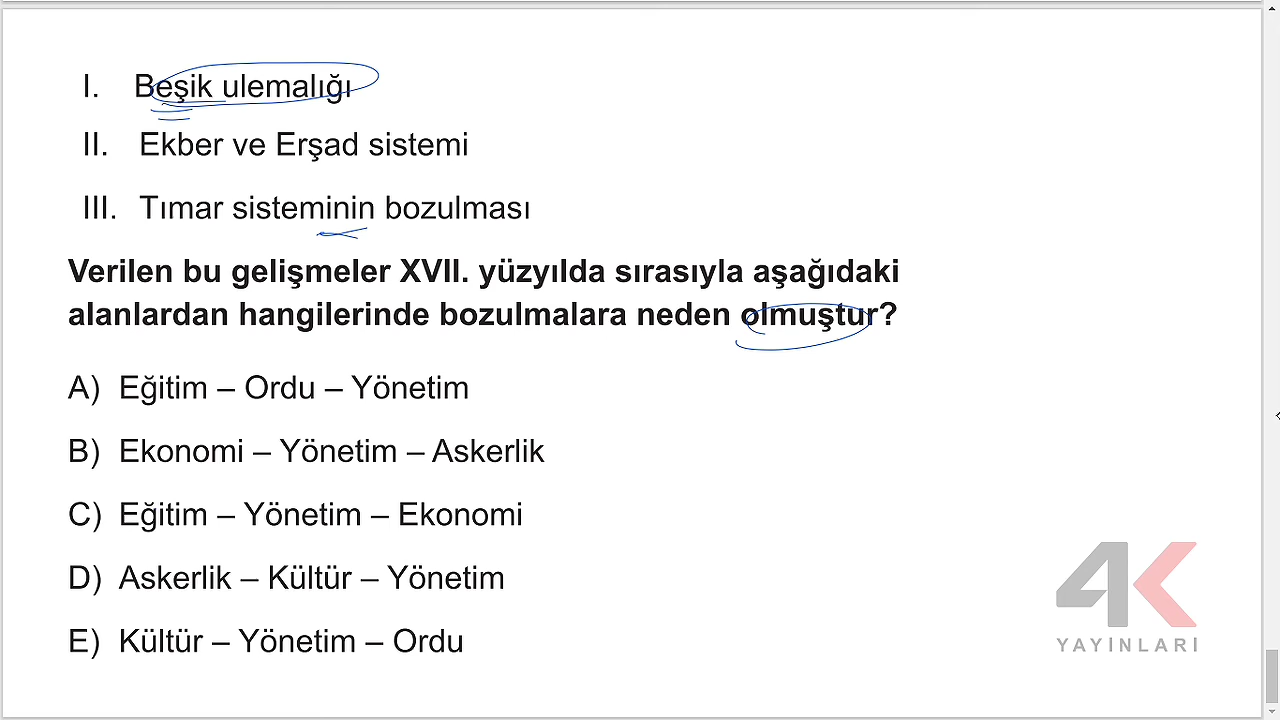 I. Beşik ulemalığı
II. Ekber ve Erşad sistemi
III. Tımar sisteminin bozulması
Verilen bu gelişmeler XVII. yüzyılda sırasıyla aşağıdaki
alanlardan hangilerinde bozulmalara neden olmuştur?
A) Eğitim – Ordu – Yönetim
B) Ekonomi – Yönetim – Askerlik
C) Eğitim – Yönetim – Ekonomi
D) Askerlik – Kültür – Yönetim
E) Kültür – Yönetim – Ordu
4K
YAYINLARI